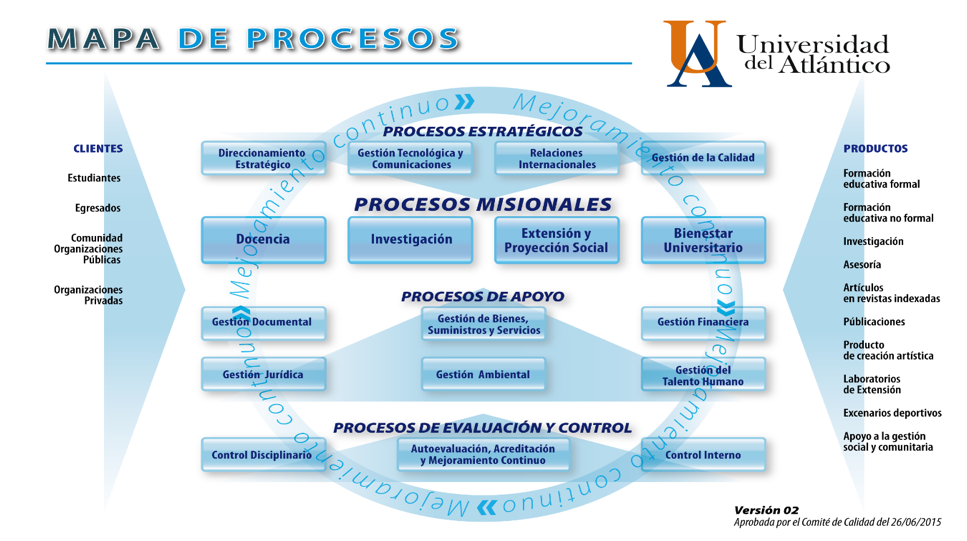 MAPA DE PROCESOS
UA
Universidad
del Atlántico
Mejoramiento continuo
Mejoramiento continuo
Mejoramiento continuo
CLIENTES
Estudiantes
Egresados
Comunidad
Organizaciones
Públicas
Organizaciones
Privadas
PROCESOS ESTRATÉGICOS
Direccionamiento
Estratégico
Gestión Tecnológica y
Comunicaciones
Relaciones
Internacionales
Gestión de la Calidad
PROCESOS MISIONALES
Docencia
Investigación
Extensión y
Proyección Social
Bienestar
Universitario
PROCESOS DE APOYO
Gestión Documental
Gestión de Bienes,
Suministros y Servicios
Gestión Financiera
Gestión Jurídica
Gestión Ambiental
Gestión del
Talento Humano
PROCESOS DE EVALUACIÓN Y CONTROL
Control Disciplinario
Autoevaluación, Acreditación
y Mejoramiento Continuo
Control Interno
PRODUCTOS
Formación
educativa formal
Formación
educativa no formal
Investigación
Asesoría
Artículos
en revistas indexadas
Públicaciones
Producto
de creación artística
Laboratorios
de Extensión
Excenarios deportivos
Apoyo a la gestión
social y comunitaria
Versión 02
Aprobada por el Comité de Calidad del 26/06/2015